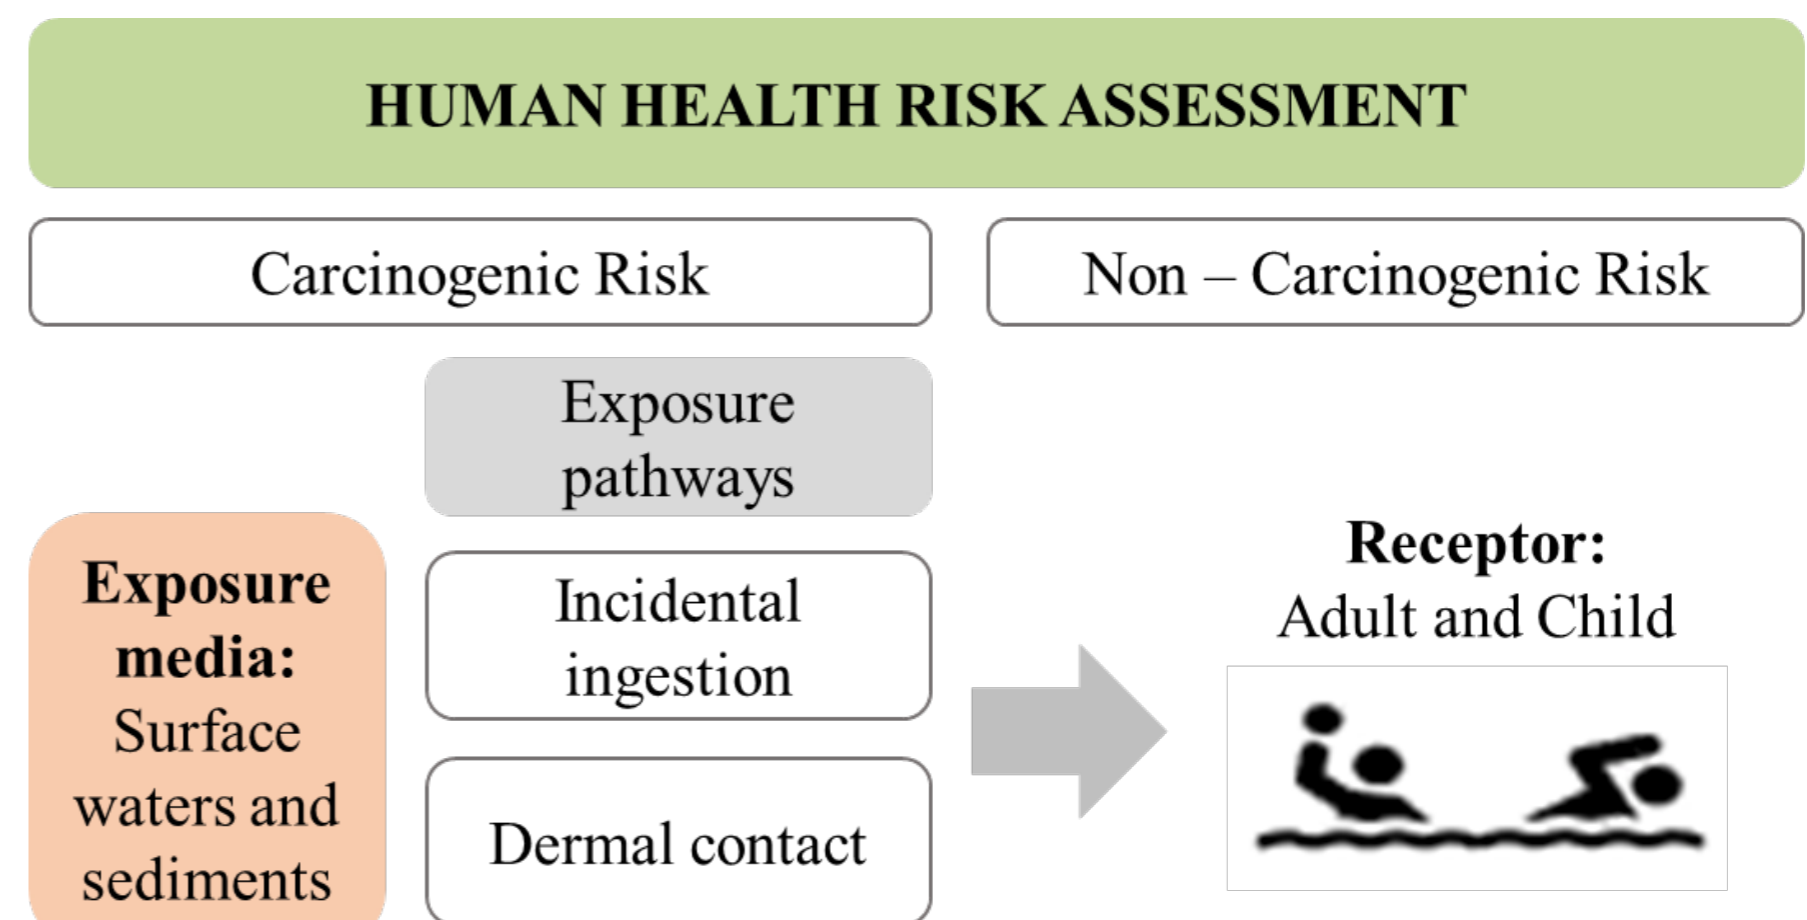 HUMAN HEALTH RISK ASSESSMENT
Carcinogenic Risk
Non – Carcinogenic Risk
Exposure
pathways
Exposure
media:
Surface
waters and
sediments
Incidental
ingestion
Dermal contact
Receptor:
Adult and Child